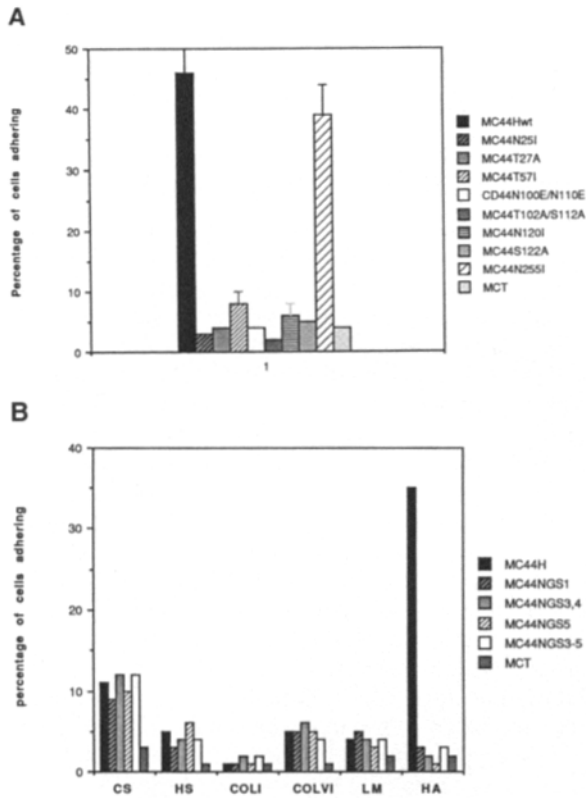 A
Percentage of cells adhering
50
40
30
20
10
0
1
MC44Hwt
MC44N25I
MC44T27A
MC44T57I
CD44N100E/N110E
MC44T102A/S112A
MC44N120I
MC44S122A
MC44N255I
MCT
B
percentage of cells adhering
40
30
20
10
0
CS HS COLI COLVI LM HA
MC44H
MC44NGS1
MC44NGS3,4
MC44NGS5
MC44NGS3-5
MCT